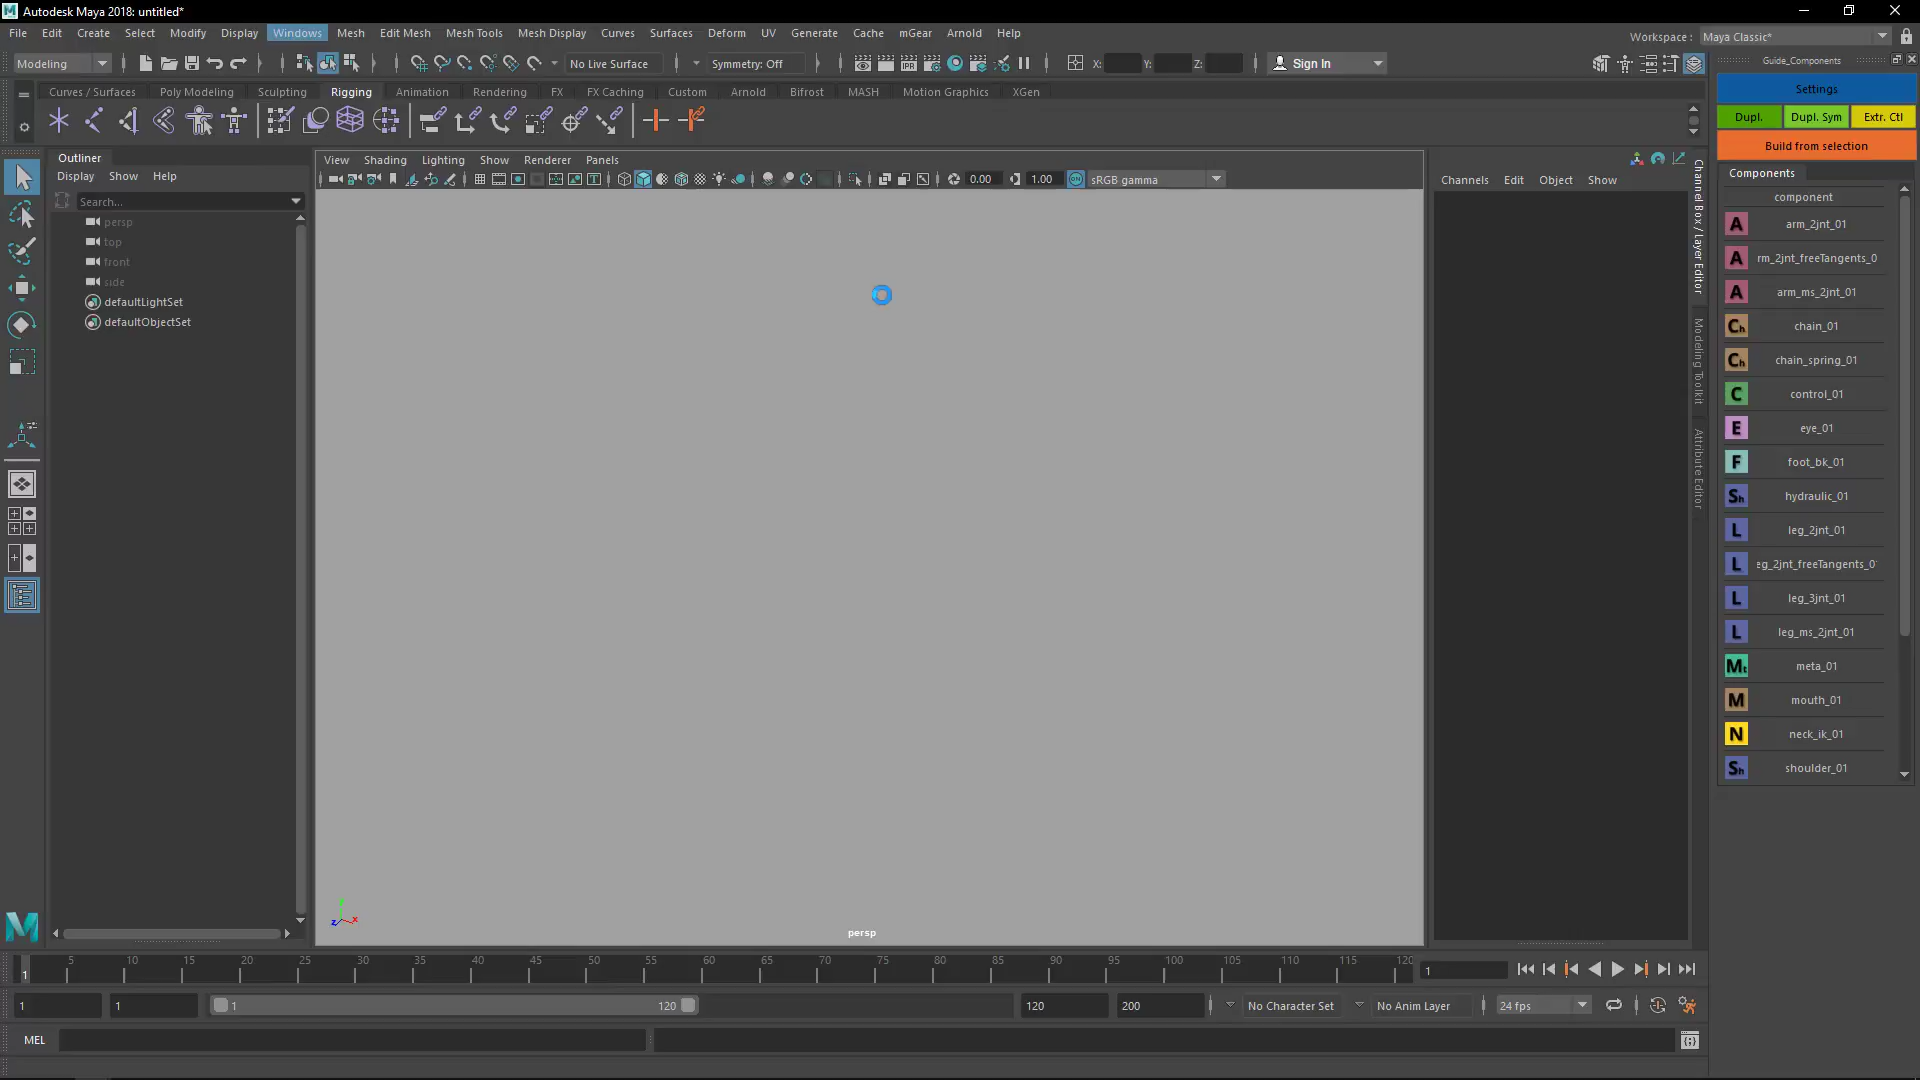 Autodesk Maya 2018: untitled*
File Edit Create Select Modify Display Windows Mesh Edit Mesh Mesh Tools Mesh Display Curves Surfaces Deform UV Generate Cache mGear Arnold Help
Workspace : Maya Classic*
Modeling No Live Surface Symmetry: Off X: Y: Z: Sign In
Curves / Surfaces Poly Modeling Sculpting Rigging Animation Rendering FX FX Caching Custom Arnold Bifrost MASH Motion Graphics XGen
Outliner
Display Show Help
Search...
persp
top
front
side
defaultLightSet
defaultObjectSet
View Shading Lighting Show Renderer Panels
0.00 1.00 ON sRGB gamma
persp
z x
Channels Edit Object Show
Channel Box / Layer Editor
Modeling Toolkit
Attribute Editor
Guide_Components
Settings
Dupl. Dupl. Sym Extr. Ctl
Build from selection
Components
component
A arm_2jnt_01
A rm_2jnt_freeTangents_0
A arm_ms_2jnt_01
Ch chain_01
Ch chain_spring_01
C control_01
E eye_01
F foot_bk_01
Sh hydraulic_01
L leg_2jnt_01
L eg_2jnt_freeTangents_0
L leg_3jnt_01
L leg_ms_2jnt_01
Mt meta_01
M mouth_01
N neck_ik_01
Sh shoulder_01
1 5 10 15 20 25 30 35 40 45 50 55 60 65 70 75 80 85 90 95 100 105 110 115 120 1
1 1 1 120 120 200 No Character Set No Anim Layer 24 fps
MEL